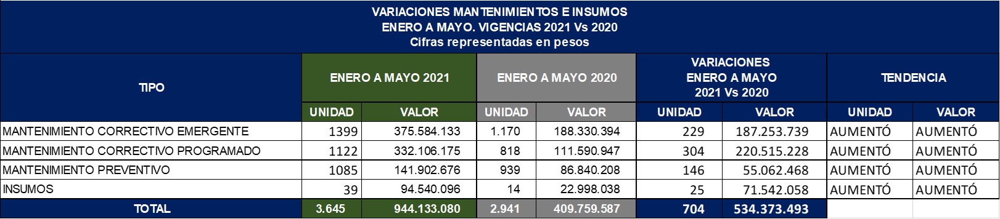 VARIACIONES MANTENIMIENTOS E INSUMOS
ENERO A MAYO. VIGENCIAS 2021 Vs 2020
Cifras representadas en pesos
TIPO ENERO A MAYO 2021 ENERO A MAYO 2020 VARIACIONES ENERO A MAYO 2021 Vs 2020 TENDENCIA
UNIDAD VALOR UNIDAD VALOR UNIDAD VALOR UNIDAD VALOR
MANTENIMIENTO CORRECTIVO EMERGENTE 1399 375.584.133 1.170 188.330.394 229 187.253.739 AUMENTÓ AUMENTÓ
MANTENIMIENTO CORRECTIVO PROGRAMADO 1122 332.106.175 818 111.590.947 304 220.515.228 AUMENTÓ AUMENTÓ
MANTENIMIENTO PREVENTIVO 1085 141.902.676 939 86.840.208 146 55.062.468 AUMENTÓ AUMENTÓ
INSUMOS 39 94.540.096 14 22.998.038 25 71.542.058 AUMENTÓ AUMENTÓ
TOTAL 3.645 944.133.080 2.941 409.759.587 704 534.373.493